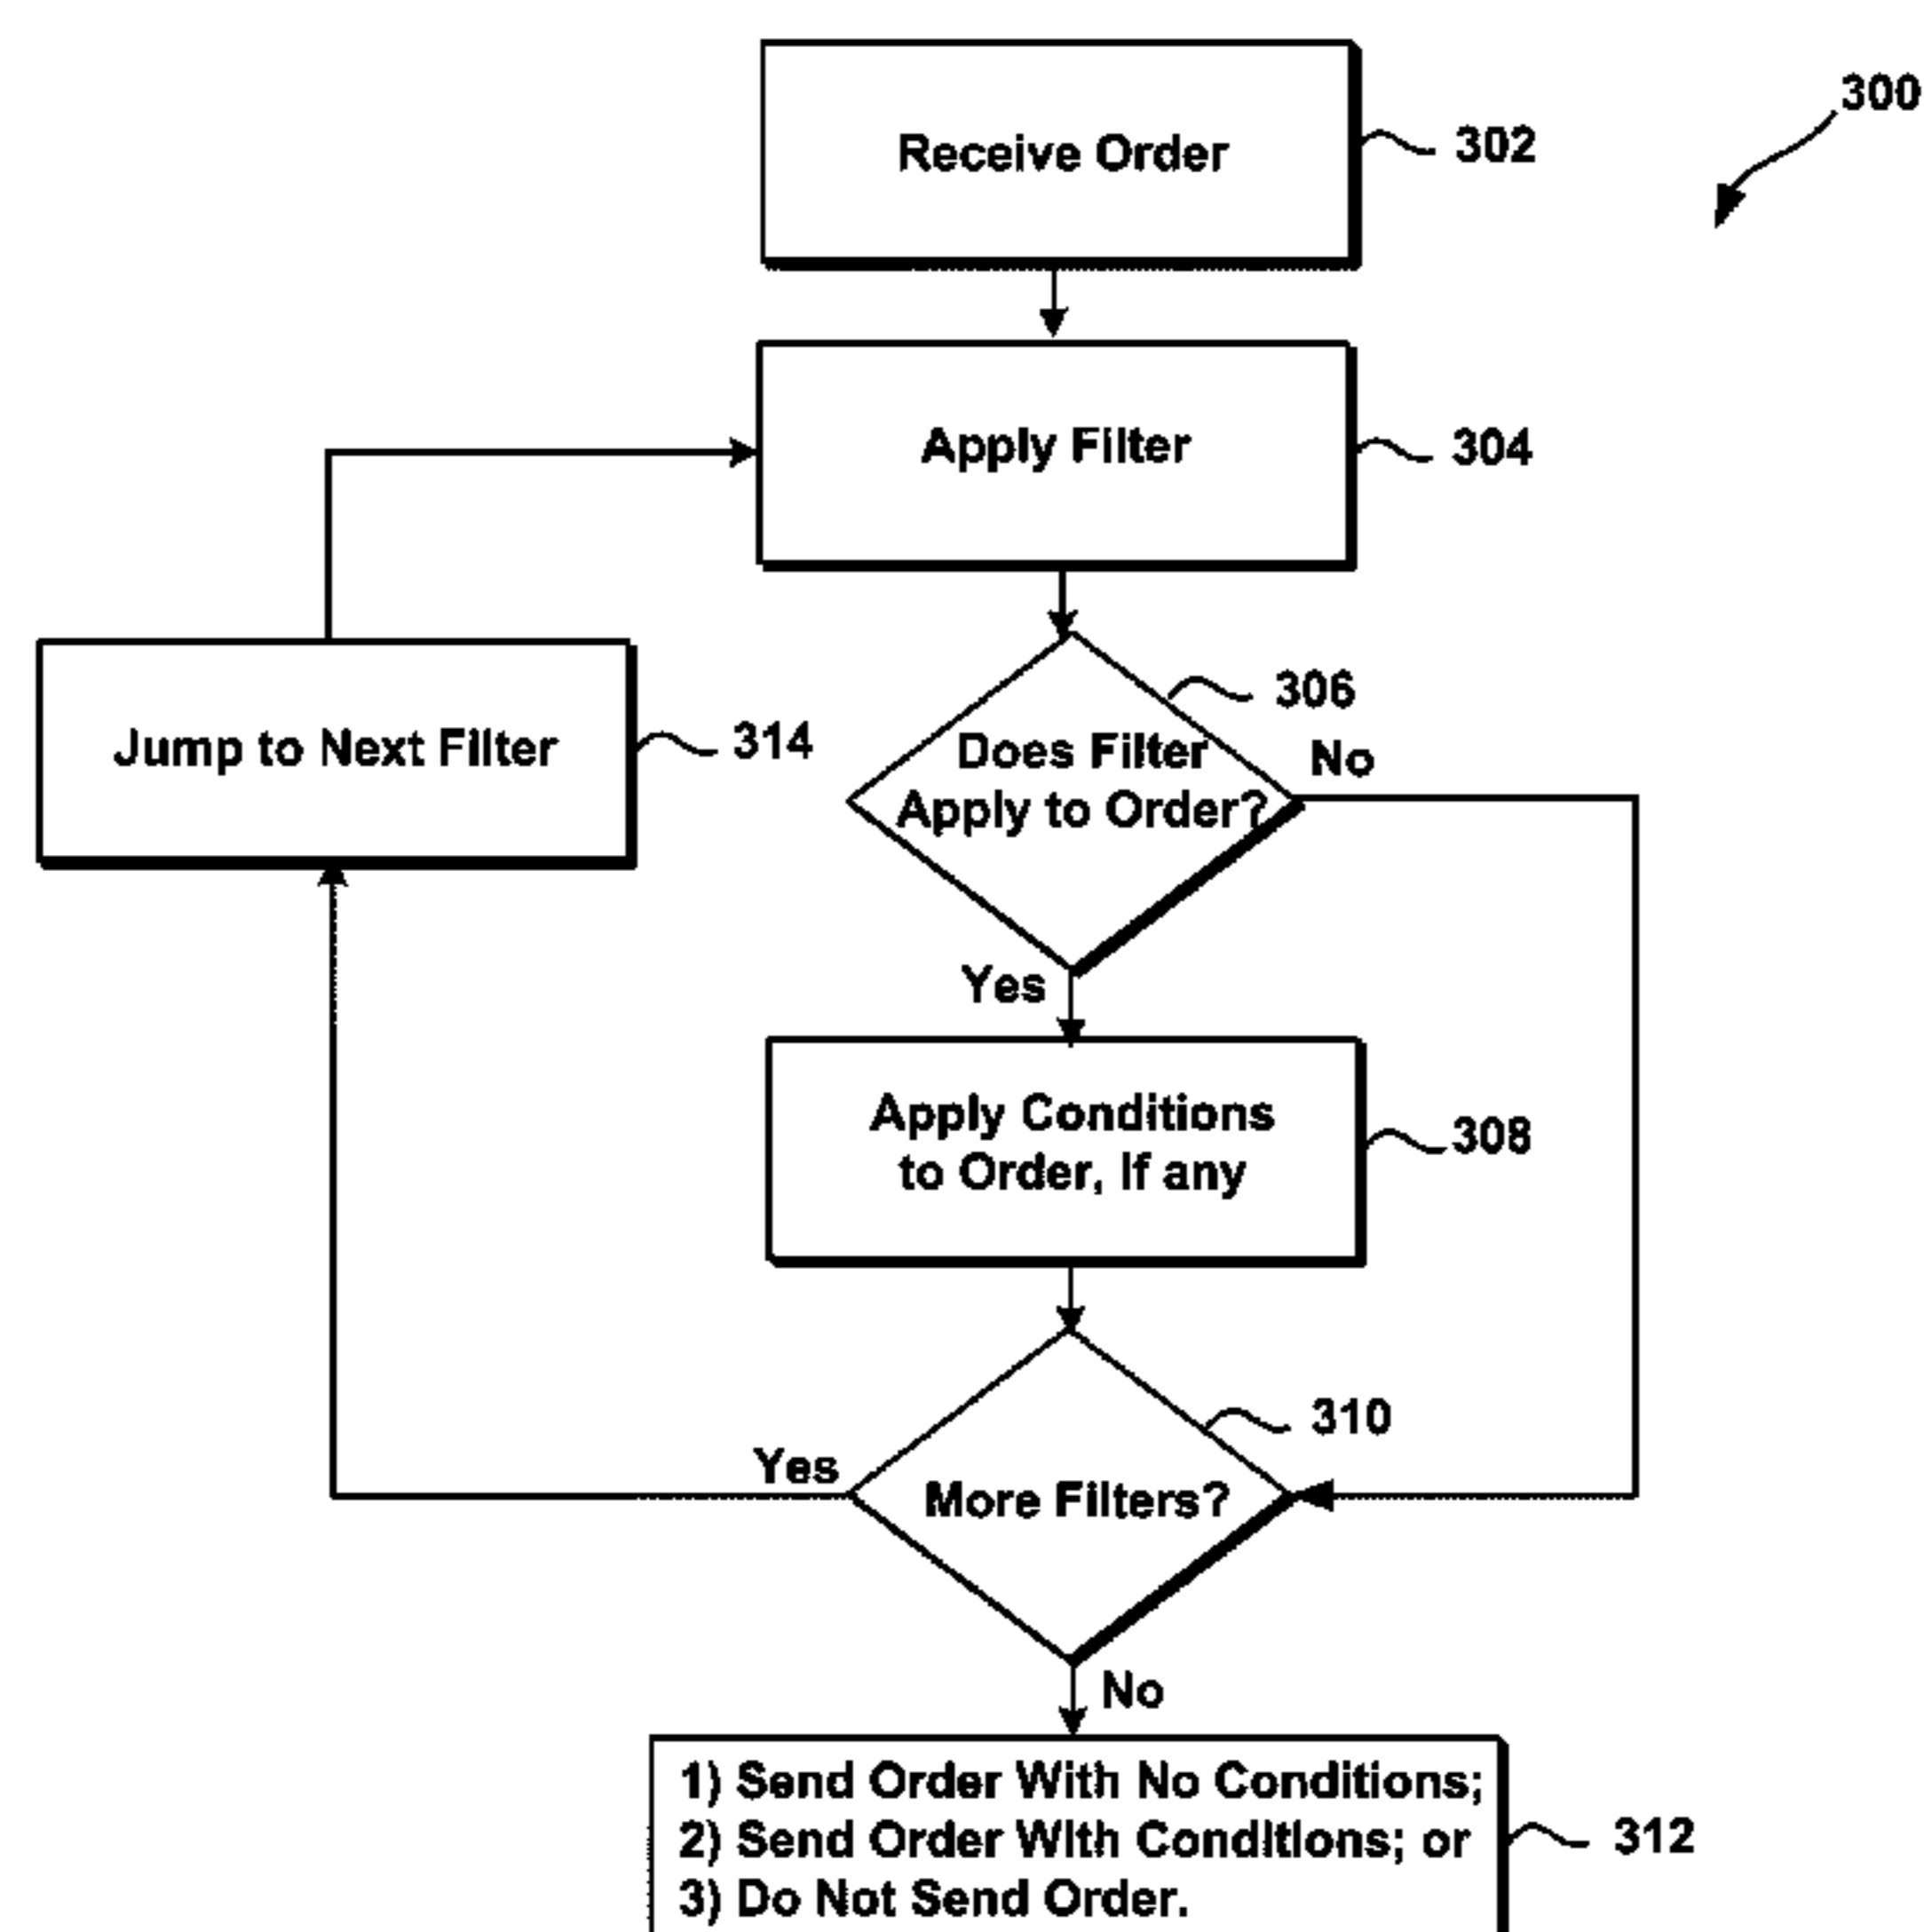 300
Receive Order
302
Apply Filter
304
306
Does Filter
Apply to Order?
No
Jump to Next Filter
314
Yes
Apply Conditions
to Order, If any
308
310
More Filters?
Yes
No
1) Send Order With No Conditions;
2) Send Order With Conditions; or
3) Do Not Send Order.
312